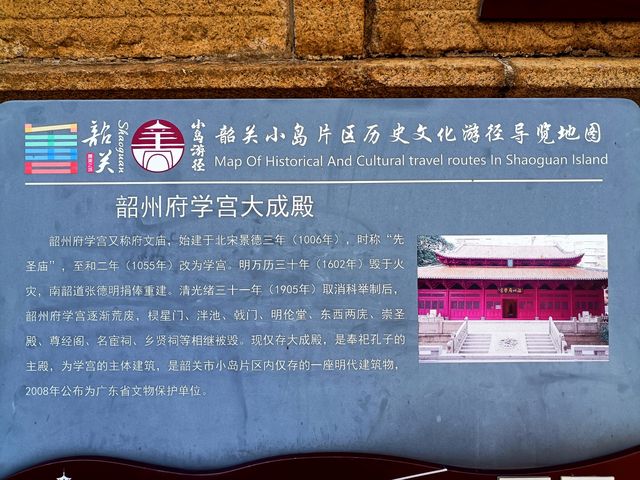 韶关
Shaoguan
小岛游径
韶关小岛片区历史文化游径导览地图
Map Of Historical And Cultural travel routes In Shaoguan Island
韶州府学宫大成殿
韶州府学宫又称府文庙，始建于北宋景德三年（1006年），时称“先
圣庙”，至和二年（1055年）改为学宫。明万历三十年（1602年）毁于火
灾，南韶道张德明捐俸重建。清光绪三十一年（1905年）取消科举制后，
韶州府学宫逐渐荒废，棂星门、泮池、戟门、明伦堂、东西两庑、崇圣
殿、尊经阁、名宦祠、乡贤祠等相继被毁。现仅存大成殿，是奉祀孔子的
主殿，为学宫的主体建筑，是韶关市小岛片区内仅存的一座明代建筑物，
2008年公布为广东省文物保护单位。